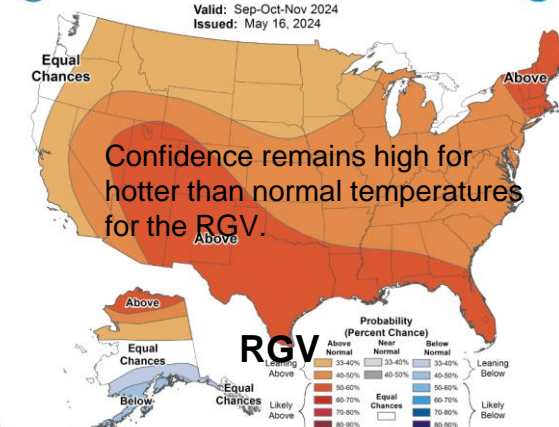 Valid: Sep-Oct-Nov 2024
Issued: May 16, 2024
Equal
Chances
Above
Confidence remains high for
hotter than normal temperatures
for the RGV.
Above
Above
Equal
Chances
Below
Equal
Chances
RGV
Probability
(Percent Chance)
Above Normal
Near Normal
Below Normal
Leaning Above
33-40% 33-40% 33-40%
40-50% 40-50% 40-50%
Leaning Below
Likely Above
50-60% 50-60%
60-70% Equal Chances 60-70%
70-80% 70-80%
80-90% 80-90%
Likely Below